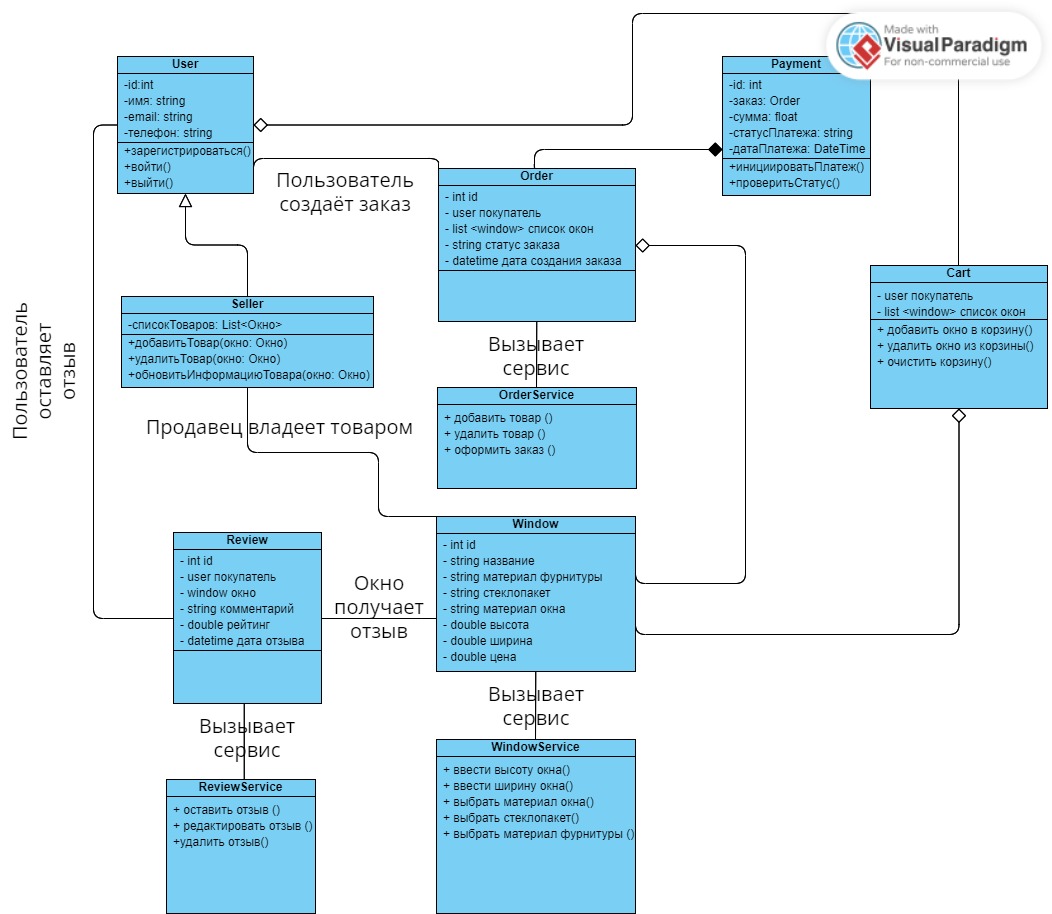 Made with
VisualParadigm
For non-commercial use
User
-id:int
-имя: string
-email: string
-телефон: string
+зарегистрироваться()
+войти()
+выйти()
Payment
-id: int
-заказ: Order
-сумма: float
-статусПлатежа: string
-датаПлатежа: DateTime
+инициироватьПлатеж()
+проверитьСтатус()
Пользователь
создаёт заказ
Order
- int id
- user покупатель
- list <window> список окон
- string статус заказа
- datetime дата создания заказа
Cart
- user покупатель
- list <window> список окон
+ добавить окно в корзину()
+ удалить окно из корзины()
+ очистить корзину()
Seller
-списокТоваров: List<Окно>
+добавитьТовар(окно: Окно)
+удалитьТовар(окно: Окно)
+обновитьИнформациюТовара(окно: Окно)
Пользователь
оставляет
отзыв
Вызывает
сервис
OrderService
+ добавить товар ()
+ удалить товар ()
+ оформить заказ ()
Продавец владеет товаром
Window
- int id
- string название
- string материал фурнитуры
- string стеклопакет
- string материал окна
- double высота
- double ширина
- double цена
Review
- int id
- user покупатель
- window окно
- string комментарий
- double рейтинг
- datetime дата отзыва
Окно
получает
отзыв
Вызывает
сервис
Вызывает
сервис
WindowService
+ ввести высоту окна()
+ ввести ширину окна()
+ выбрать материал окна()
+ выбрать стеклопакет()
+ выбрать материал фурнитуры ()
ReviewService
+ оставить отзыв ()
+ редактировать отзыв ()
+удалить отзыв()